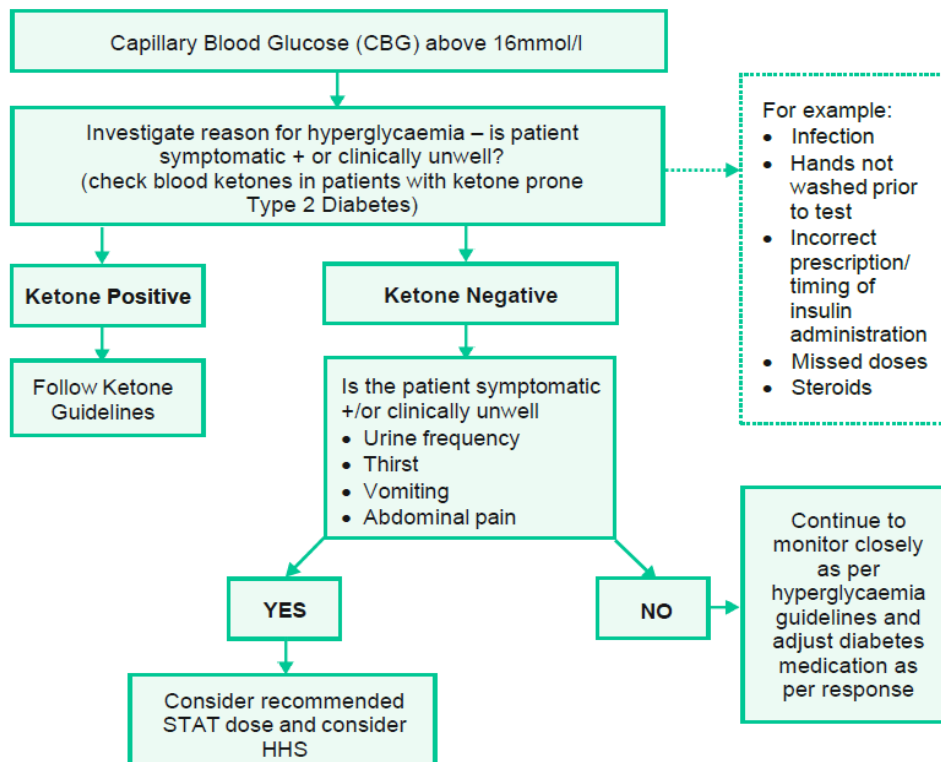 Capillary Blood Glucose (CBG) above 16mmol/l
Investigate reason for hyperglycaemia – is patient
symptomatic + or clinically unwell?
(check blood ketones in patients with ketone prone
Type 2 Diabetes)
For example:
• Infection
• Hands not
washed prior
to test
• Incorrect
prescription/
timing of
insulin
administration
• Missed doses
• Steroids
Ketone Positive
Ketone Negative
Follow Ketone
Guidelines
Is the patient symptomatic
+/or clinically unwell
• Urine frequency
• Thirst
• Vomiting
• Abdominal pain
YES
NO
Continue to
monitor closely
as per
hyperglycaemia
guidelines and
adjust diabetes
medication as
per response
Consider recommended
STAT dose and consider
HHS